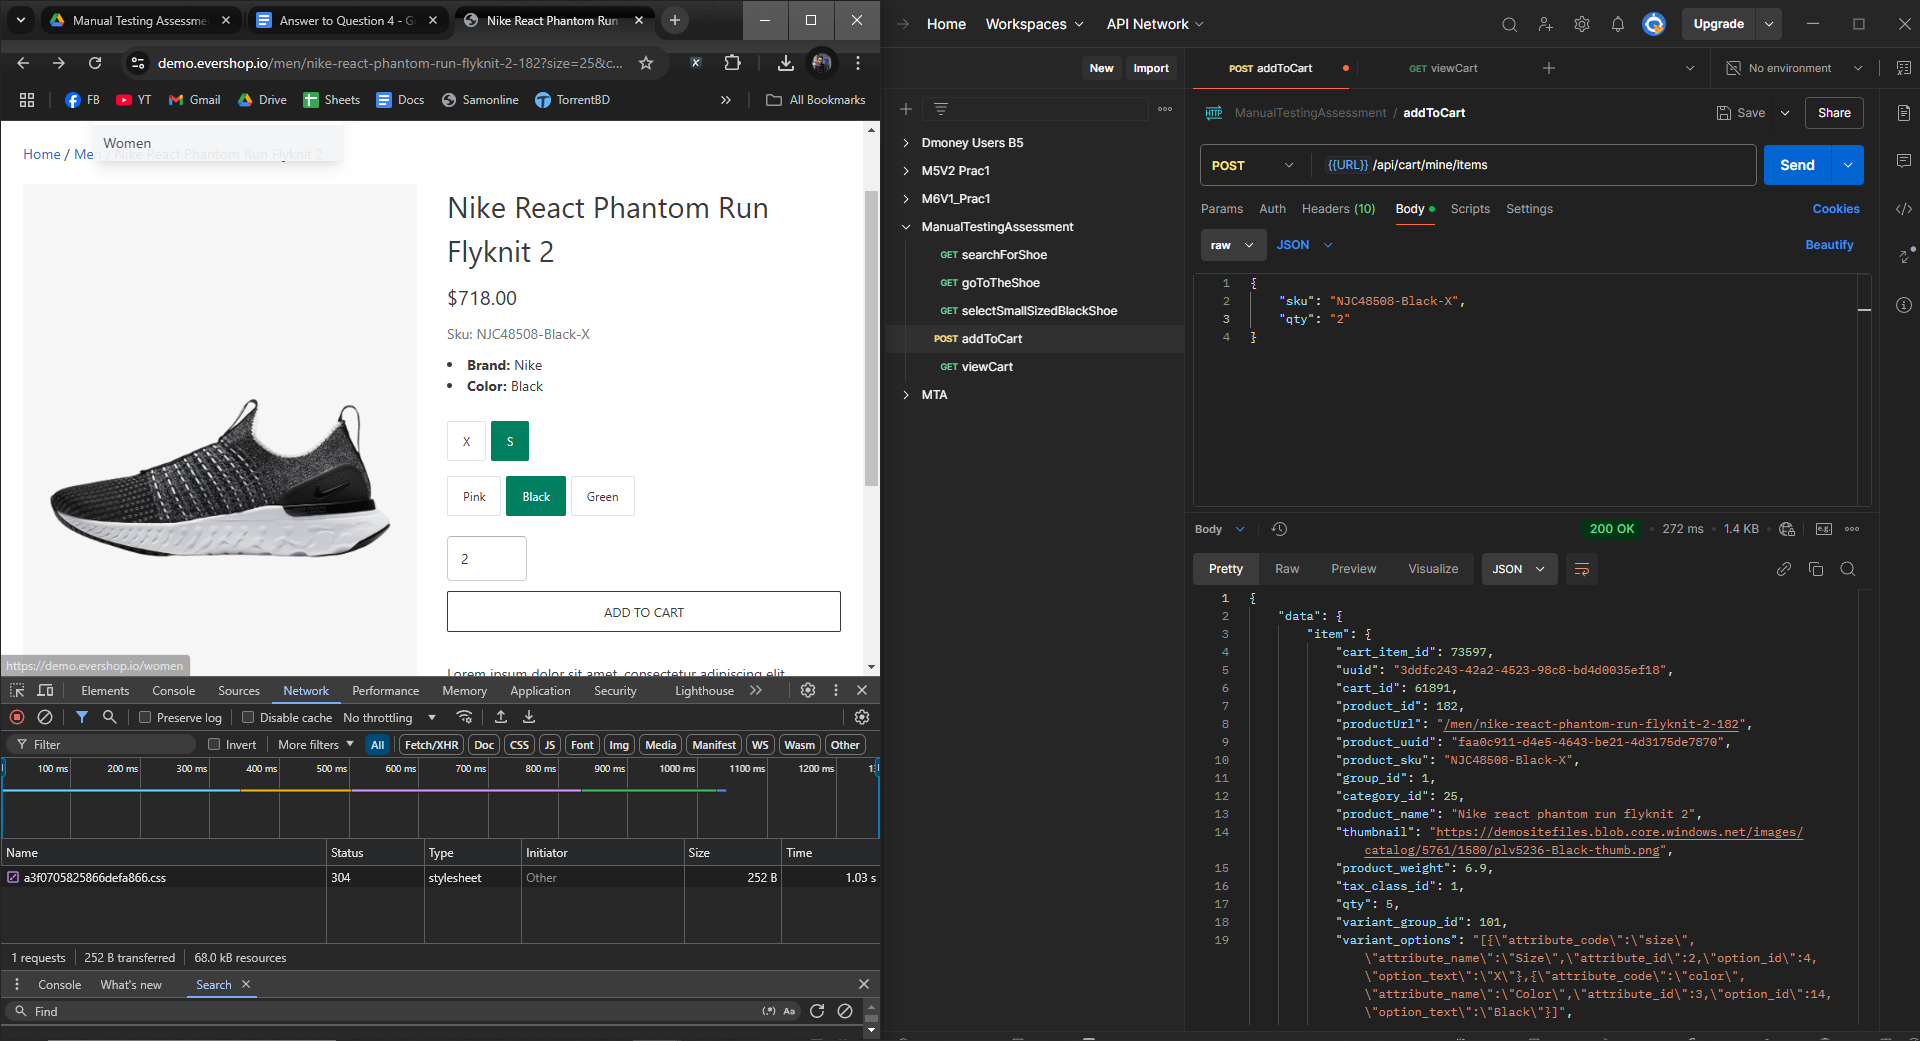 Manual Testing Assessme
Answer to Question 4 - G
Nike React Phantom Run
demo.evershop.io/men/nike-react-phantom-run-flyknit-2-182?size=25&c...
FB
YT
Gmail
Drive
Sheets
Docs
Samonline
TorrentBD
All Bookmarks
Women
Home / Men / Nike React Phantom Run Flyknit 2
Nike React Phantom Run
Flyknit 2
$718.00
Sku: NJC48508-Black-X
Brand: Nike
Color: Black
X
S
Pink
Black
Green
2
ADD TO CART
Lorem ipsum dolor sit amet, consectetur adipiscing elit.
https://demo.evershop.io/women
Elements
Console
Sources
Network
Performance
Memory
Application
Security
Lighthouse
Preserve log
Disable cache
No throttling
Filter
Invert
More filters
All
Fetch/XHR
Doc
CSS
JS
Font
Img
Media
Manifest
WS
Wasm
Other
100 ms
200 ms
300 ms
400 ms
500 ms
600 ms
700 ms
800 ms
900 ms
1000 ms
1100 ms
1200 ms
Name
Status
Type
Initiator
Size
Time
a3f0705825866defa866.css
304
stylesheet
Other
252 B
1.03 s
1 requests
252 B transferred
68.0 kB resources
Console
What's new
Search
Find
(.*)
Aa
Home
Workspaces
API Network
Upgrade
New
Import
POST addToCart
GET viewCart
No environment
Dmoney Users B5
M5V2 Prac1
M6V1_Prac1
ManualTestingAssessment
GET searchForShoe
GET goToTheShoe
GET selectSmallSizedBlackShoe
POST addToCart
GET viewCart
MTA
HTTP
ManualTestingAssessment / addToCart
Save
Share
POST
{{URL}} /api/cart/mine/items
Send
Params
Auth
Headers (10)
Body
Scripts
Settings
Cookies
raw
JSON
Beautify
1 {
2 "sku": "NJC48508-Black-X",
3 "qty": "2"
4 }
Body
200 OK
272 ms
1.4 KB
e.g.
Pretty
Raw
Preview
Visualize
JSON
1 {
2 "data": {
3 "item": {
4 "cart_item_id": 73597,
5 "uuid": "3ddfc243-42a2-4523-98c8-bd4d0035ef18",
6 "cart_id": 61891,
7 "product_id": 182,
8 "productUrl": "/men/nike-react-phantom-run-flyknit-2-182",
9 "product_uuid": "faa0c911-d4e5-4643-be21-4d3175de7870",
10 "product_sku": "NJC48508-Black-X",
11 "group_id": 1,
12 "category_id": 25,
13 "product_name": "Nike react phantom run flyknit 2",
14 "thumbnail": "https://demositefiles.blob.core.windows.net/images/
catalog/5761/1580/plv5236-Black-thumb.png",
15 "product_weight": 6.9,
16 "tax_class_id": 1,
17 "qty": 5,
18 "variant_group_id": 101,
19 "variant_options": "[{\"attribute_code\":\"size\",
\"attribute_name\":\"Size\",\"attribute_id\":2,\"option_id\":4,
\"option_text\":\"X\"},{\"attribute_code\":\"color\",
\"attribute_name\":\"Color\",\"attribute_id\":3,\"option_id\":14,
\"option_text\":\"Black\"}]",